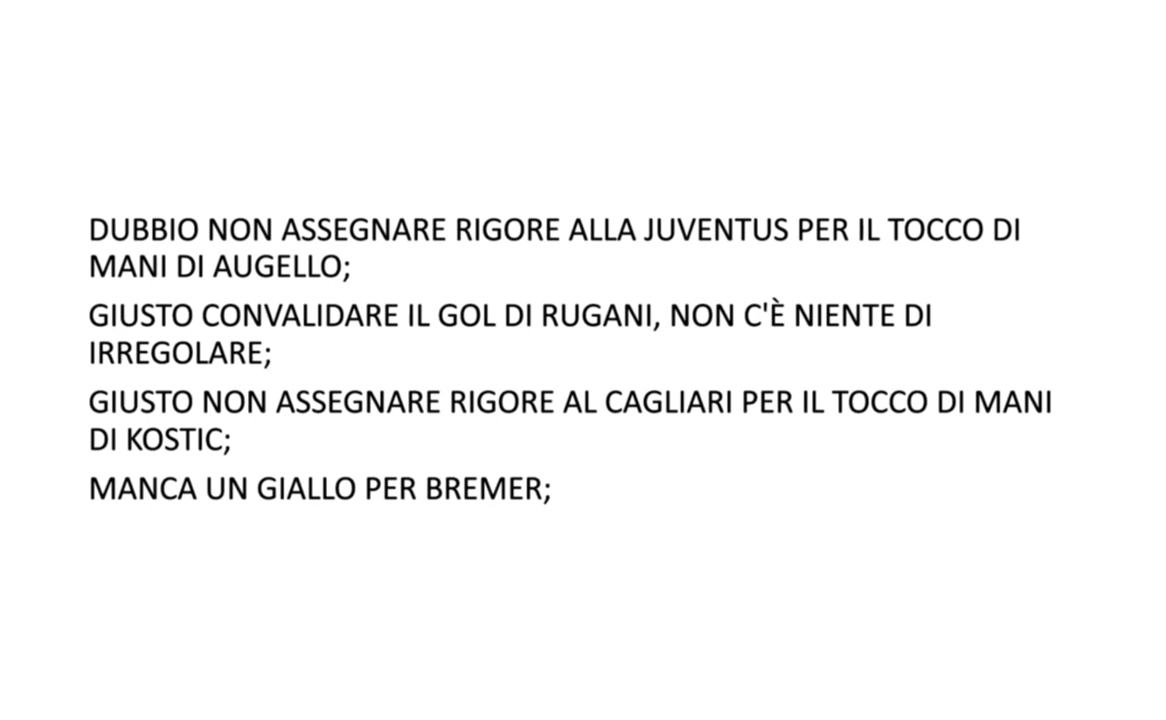 DUBBIO NON ASSEGNARE RIGORE ALLA JUVENTUS PER IL TOCCO DI
MANI DI AUGELLO;
GIUSTO CONVALIDARE IL GOL DI RUGANI, NON C'È NIENTE DI
IRREGOLARE;
GIUSTO NON ASSEGNARE RIGORE AL CAGLIARI PER IL TOCCO DI MANI
DI KOSTIC;
MANCA UN GIALLO PER BREMER;